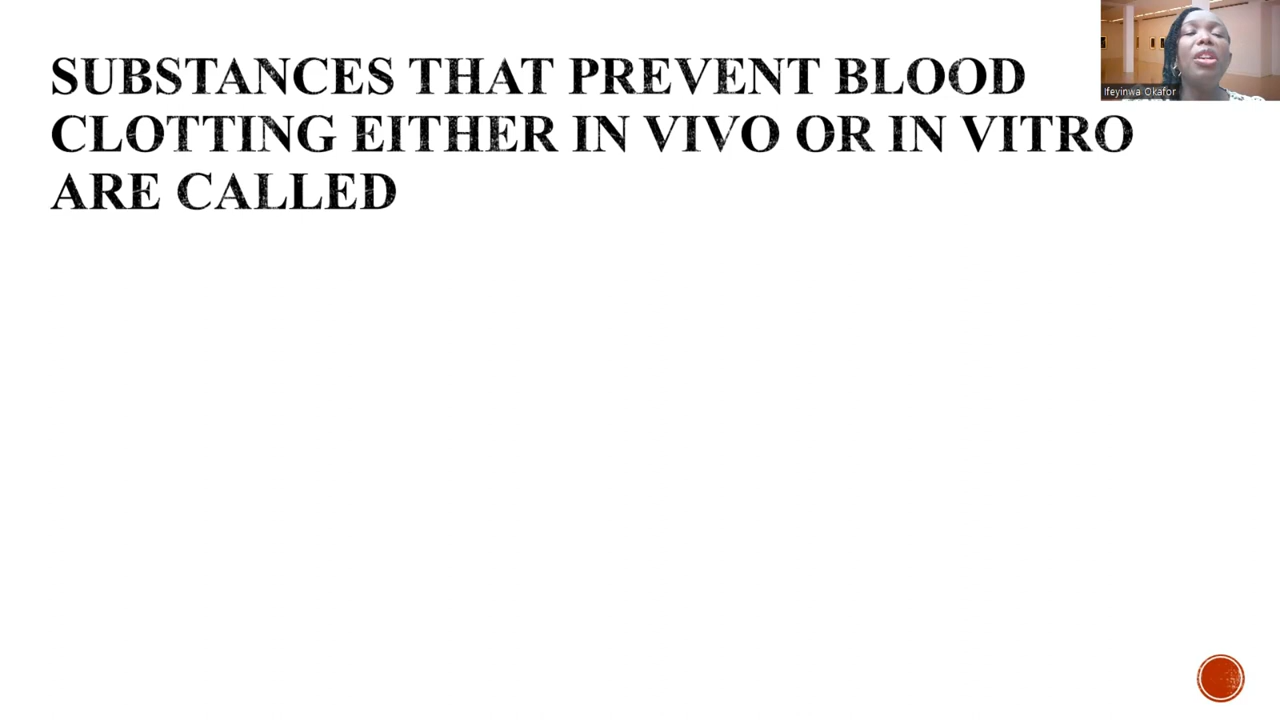 SUBSTANCES THAT PREVENT BLOOD
CLOTTING EITHER IN VIVO OR IN VITRO
ARE CALLED
Ifeyinwa Okafor